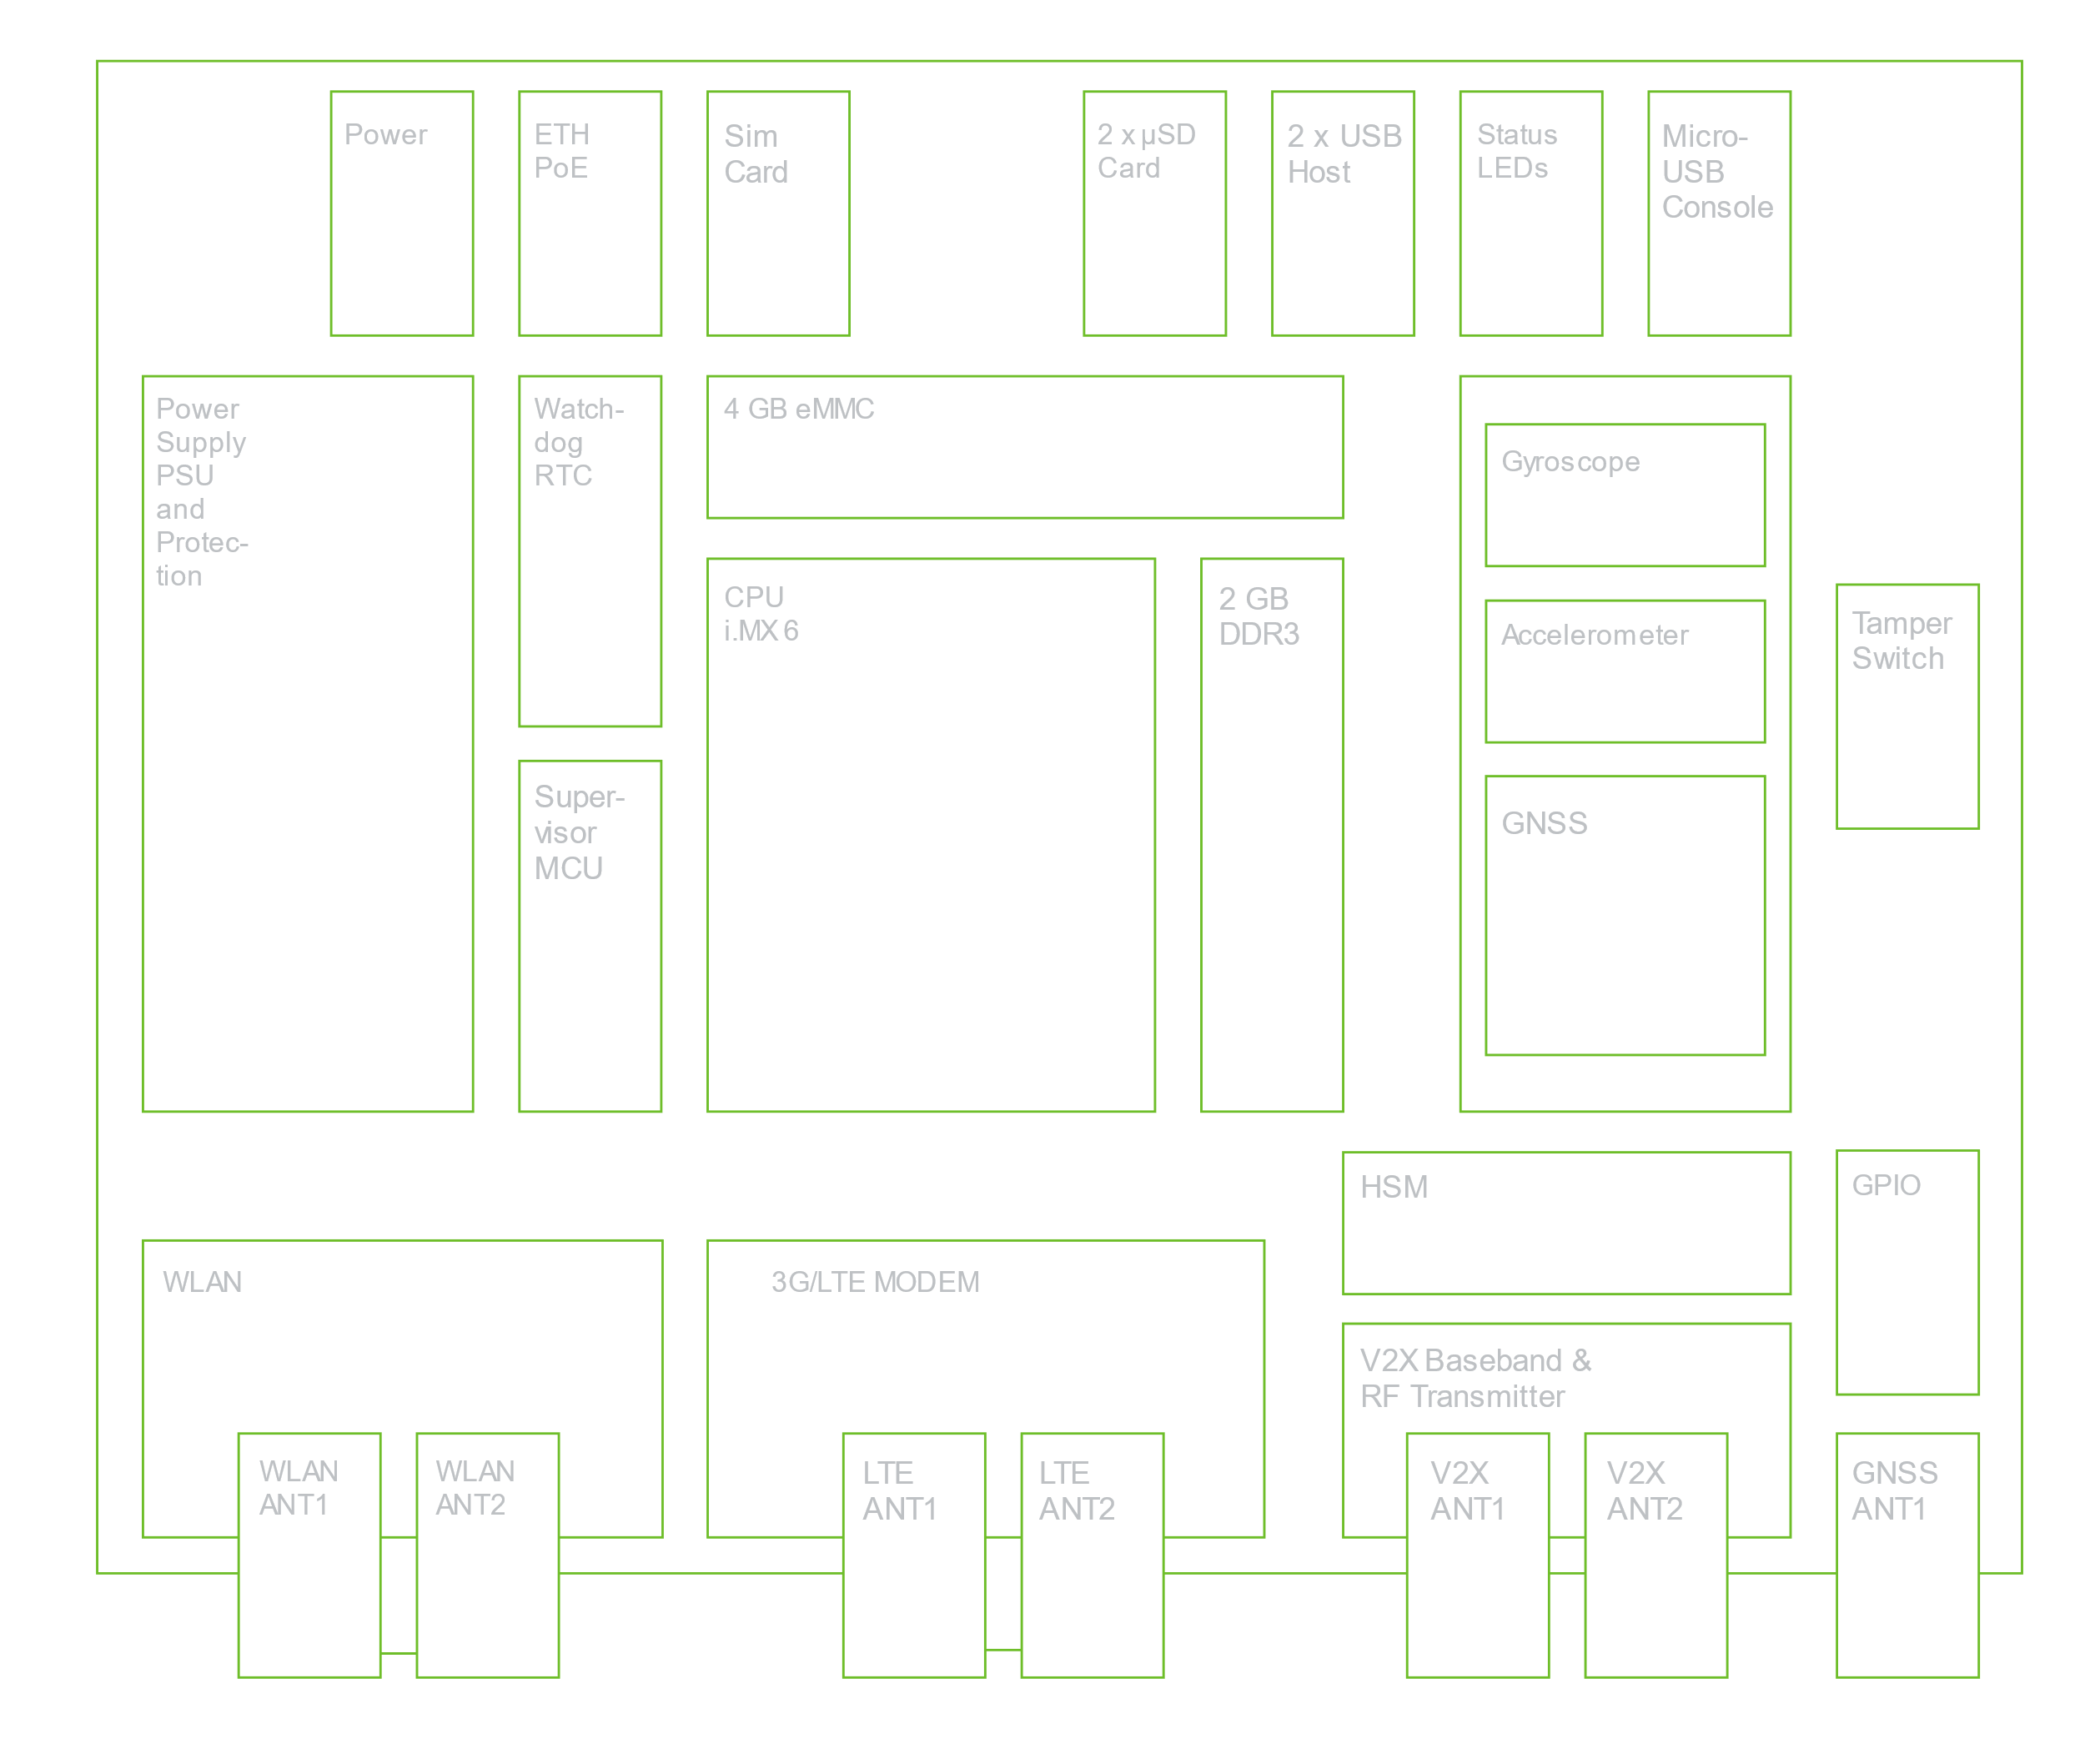 Power
ETH
PoE
Sim
Card
2 x µSD
Card
2 x USB
Host
Status
LEDs
Micro-
USB
Console
Power
Supply
PSU
and
Protec-
tion
Watch-
dog
RTC
4 GB eMMC
Gyroscope
CPU
i.MX 6
2 GB
DDR3
Accelerometer
Tamper
Switch
Super-
visor
MCU
GNSS
HSM
GPIO
WLAN
3G/LTE MODEM
V2X Baseband &
RF Transmitter
WLAN
ANT1
WLAN
ANT2
LTE
ANT1
LTE
ANT2
V2X
ANT1
V2X
ANT2
GNSS
ANT1